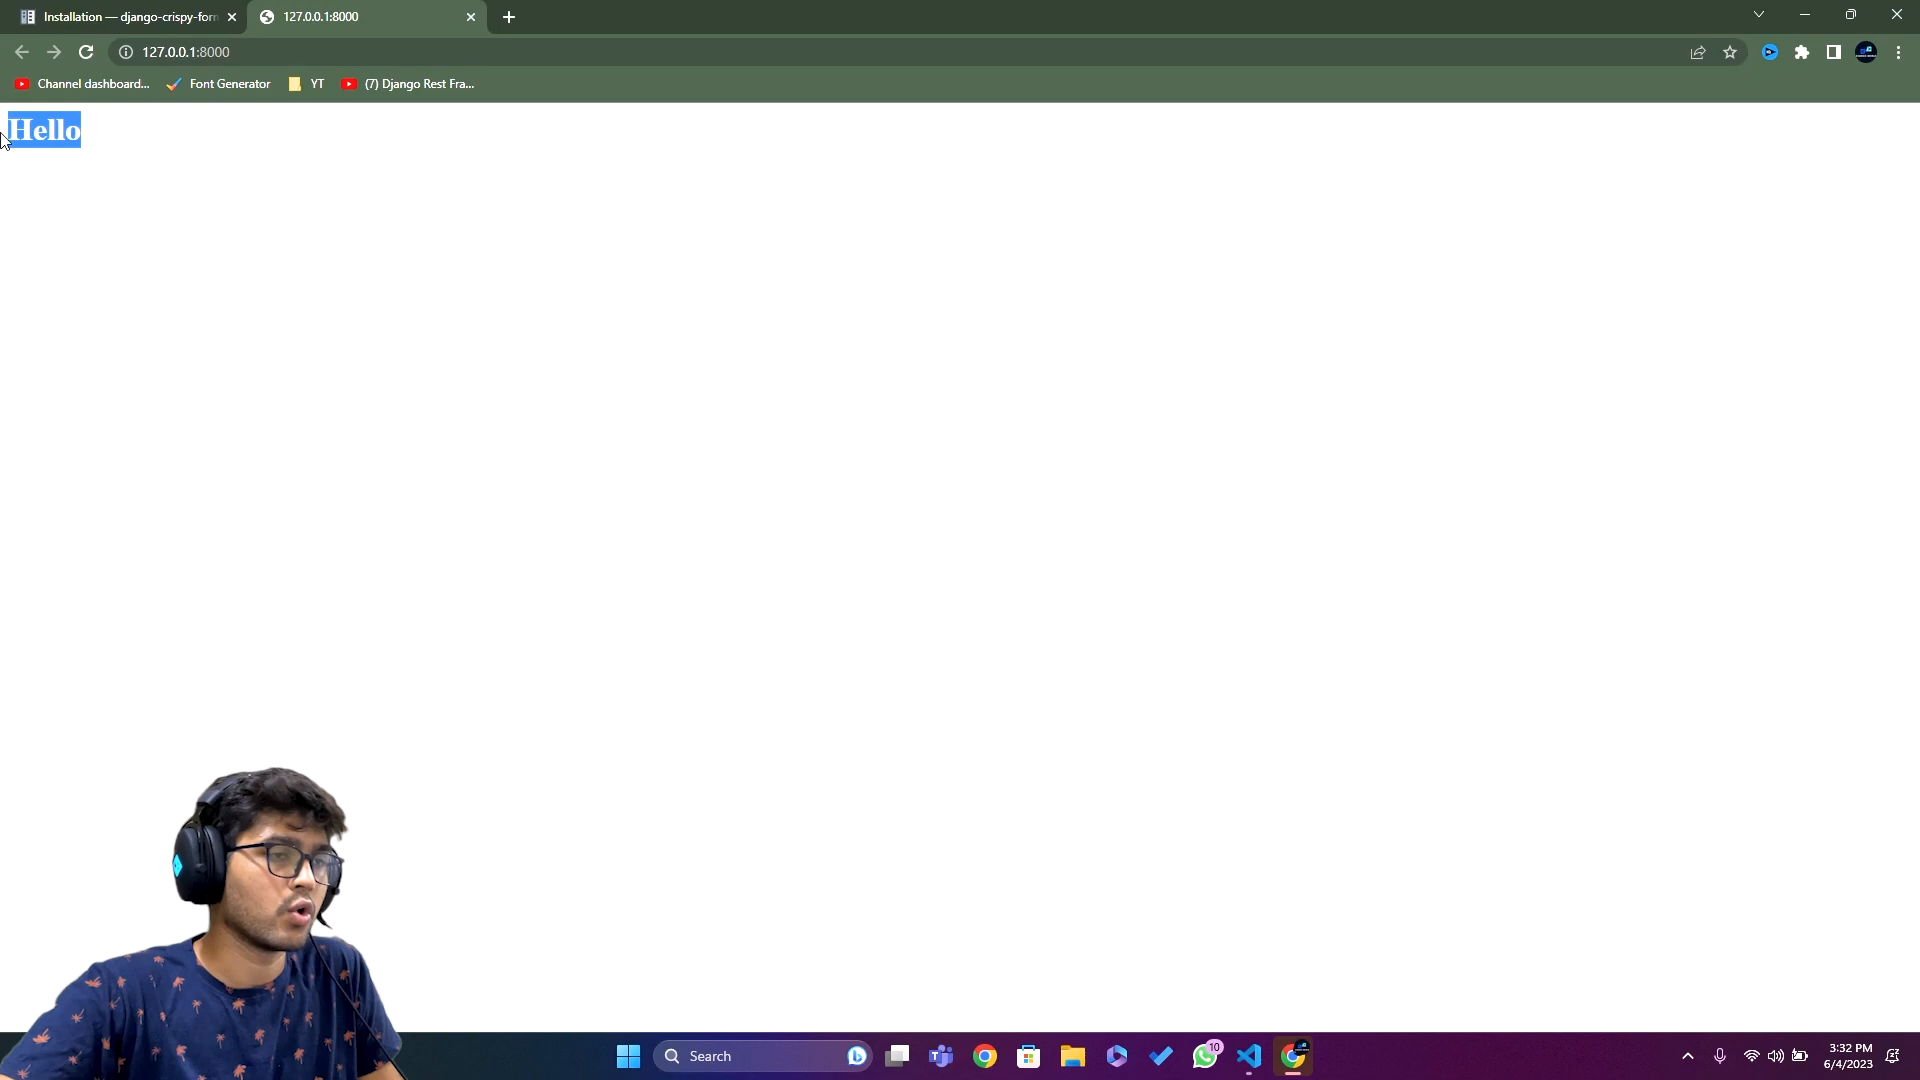 Installation — django-crispy-forn
127.0.0.1:8000
127.0.0.1:8000
Channel dashboard...
Font Generator
YT
(7) Django Rest Fra...
Hello
Search
10
3:32 PM
6/4/2023